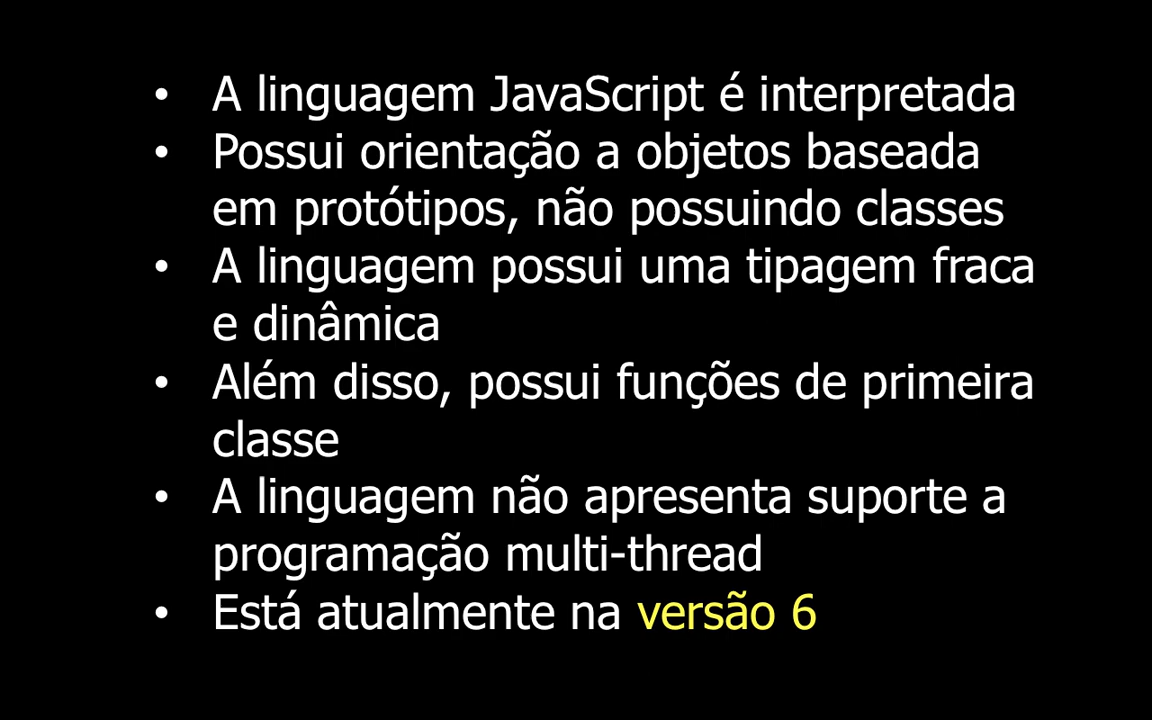 • A linguagem JavaScript é interpretada
• Possui orientação a objetos baseada
em protótipos, não possuindo classes
• A linguagem possui uma tipagem fraca
e dinâmica
• Além disso, possui funções de primeira
classe
• A linguagem não apresenta suporte a
programação multi-thread
• Está atualmente na versão 6